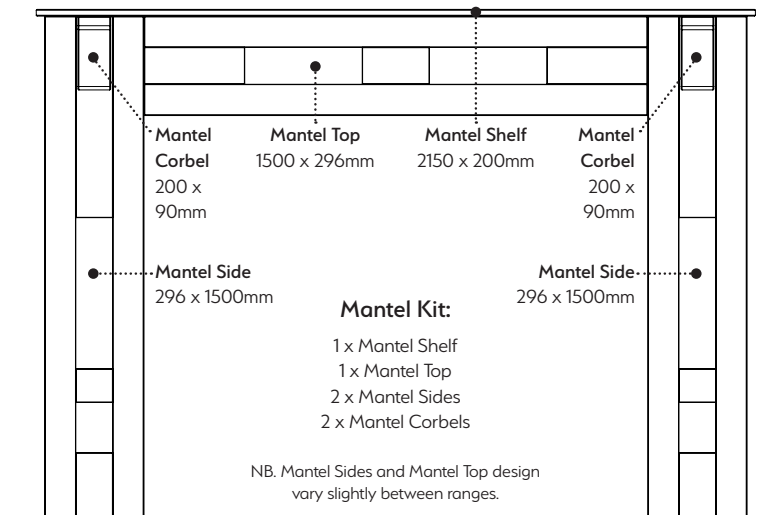 Mantel
Corbel
200 x
90mm
Mantel Top
1500 x 296mm
Mantel Shelf
2150 x 200mm
Mantel
Corbel
200 x
90mm
Mantel Side
296 x 1500mm
Mantel Side
296 x 1500mm
Mantel Kit:
1 x Mantel Shelf
1 x Mantel Top
2 x Mantel Sides
2 x Mantel Corbels
NB. Mantel Sides and Mantel Top design
vary slightly between ranges.